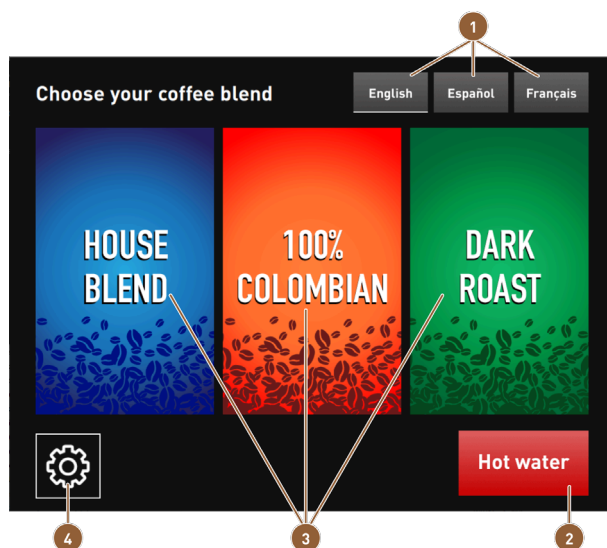 1
Choose your coffee blend
English
Español
Français
HOUSE
BLEND
100%
COLOMBIAN
DARK
ROAST
Hot water
4
3
2